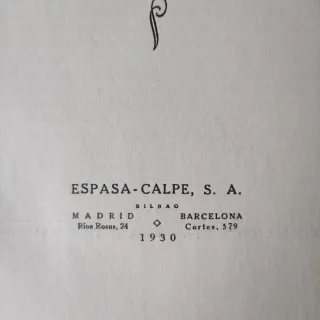 ESPASA-CALPE, S. A.
BILBAO
MADRID BARCELONA
Ríos Rosas, 24 Cortes, 579
1930